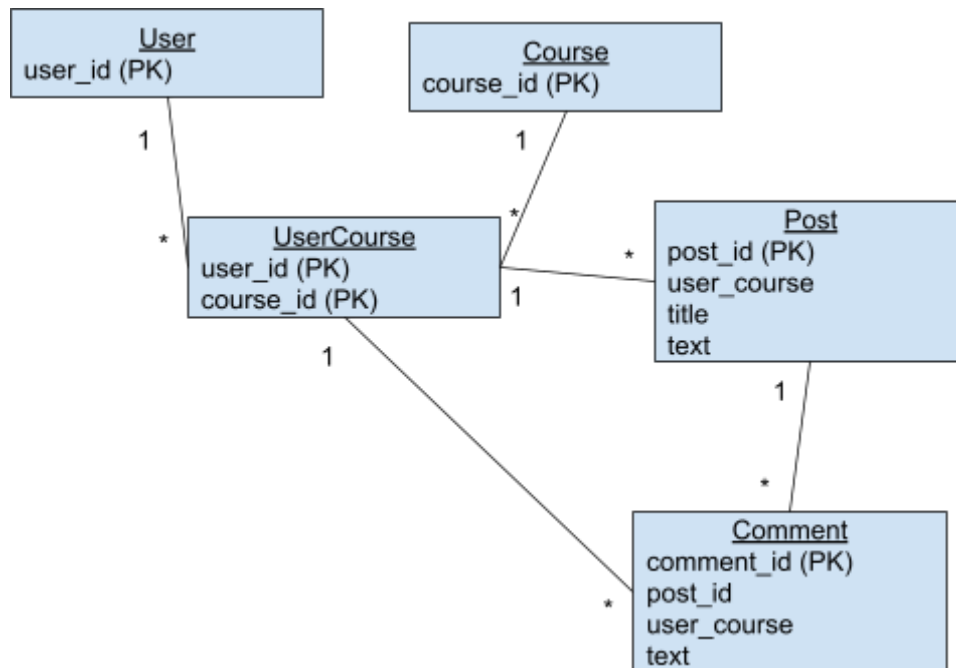 User
user_id (PK)
Course
course_id (PK)
1
1
*
*
UserCourse
user_id (PK)
course_id (PK)
1
*
Post
post_id (PK)
user_course
title
text
1
1
*
*
Comment
comment_id (PK)
post_id
user_course
text